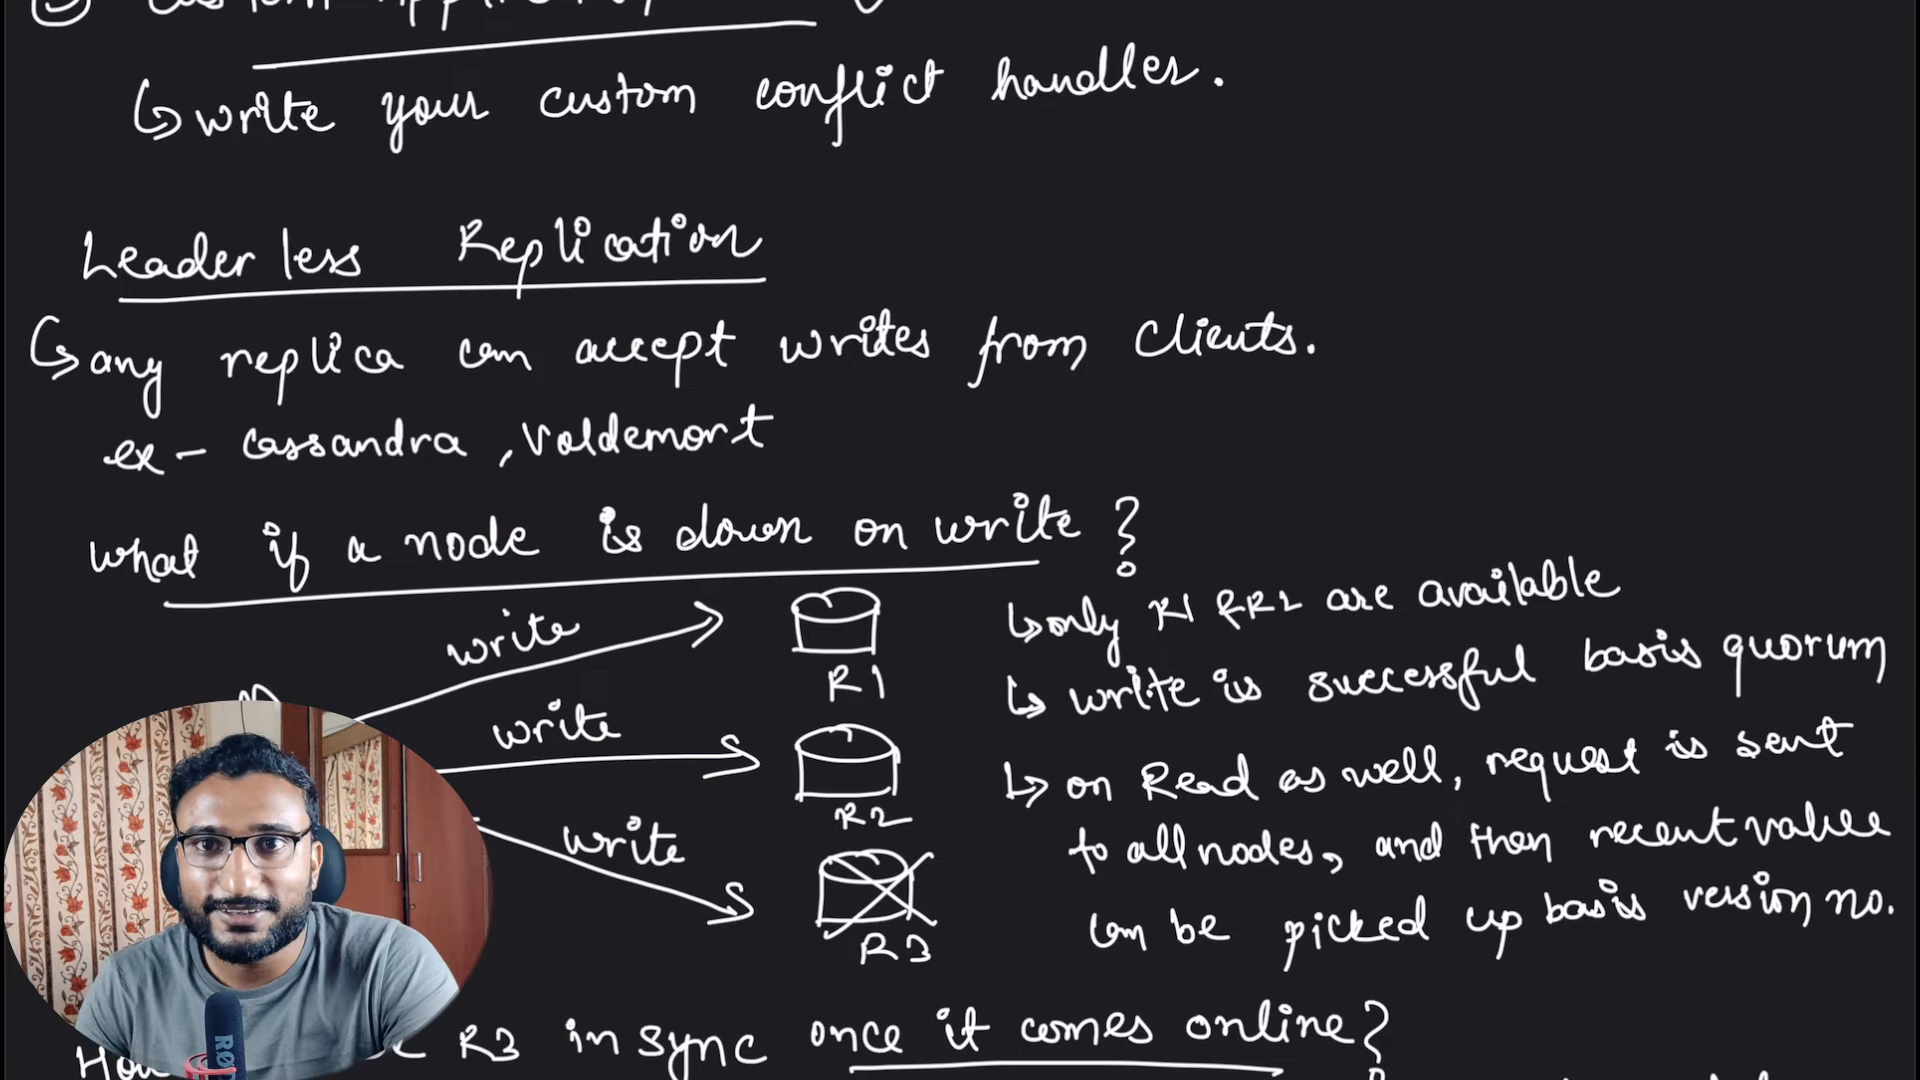 write your custom conflict handler.
Leaderless Replication
any replica can accept writes from clients.
ex- Cassandra, Voldemort
What if a node is down on write?
write
R1
write
R2
write
R3
only R1 & R2 are available
write is successful basis quorum
on Read as well, request is sent
to all nodes, and then recent value
can be picked up basis version no.
R3 in sync once it comes online?
RØ